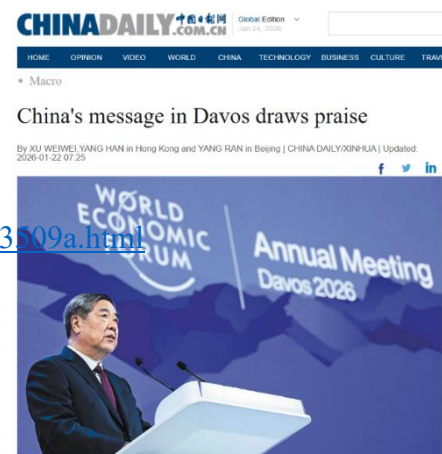 CHINADAILY 中国日报网
.COM.CN
Global Edition
Jan 24, 2026
HOME OPINION VIDEO WORLD CHINA TECHNOLOGY BUSINESS CULTURE TRAV
Macro
China's message in Davos draws praise
By XU WEIWEI,YANG HAN in Hong Kong and YANG RAN in Beijing | CHINA DAILY/XINHUA | Updated:
2026-01-22 07:25
f in
WORLD
ECONOMIC
3509a.html
UM
Annual Meeting
Davos 2026